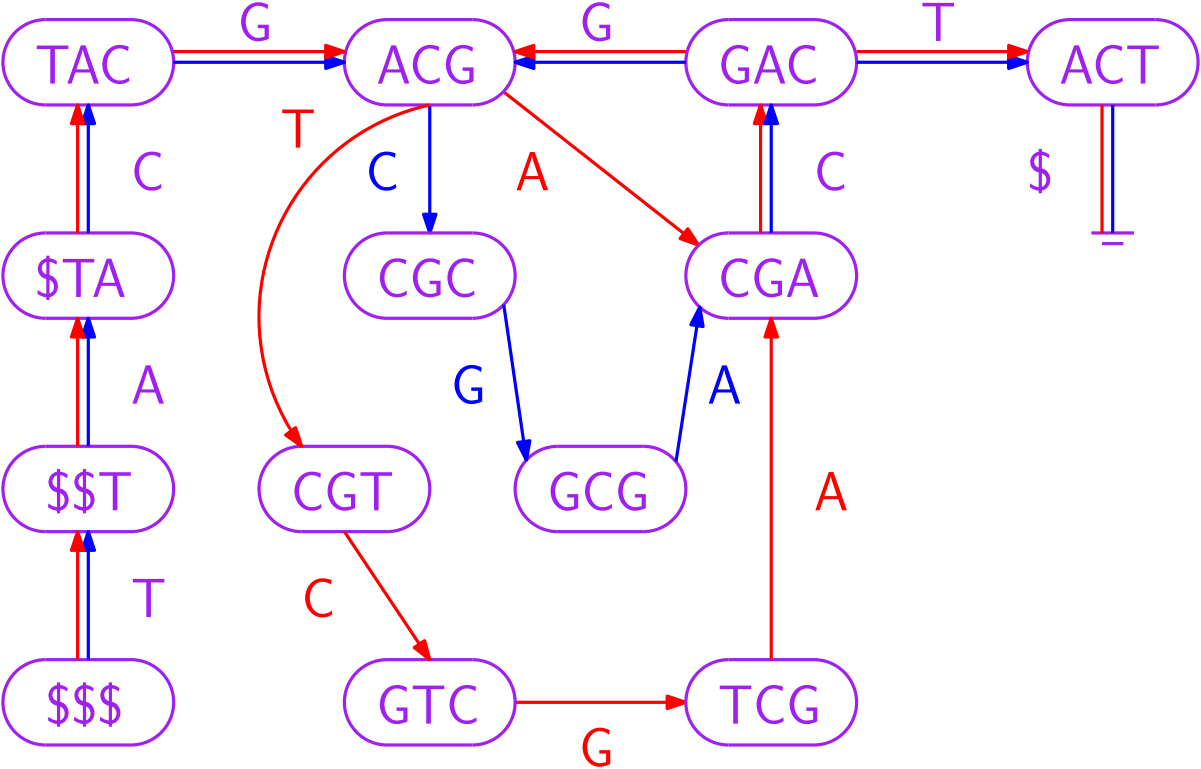 G G T
TAC ACG GAC ACT
T
C C A C $
$TA CGC CGA
A G A
$$T CGT GCG A
T C
$$$ GTC TCG
G